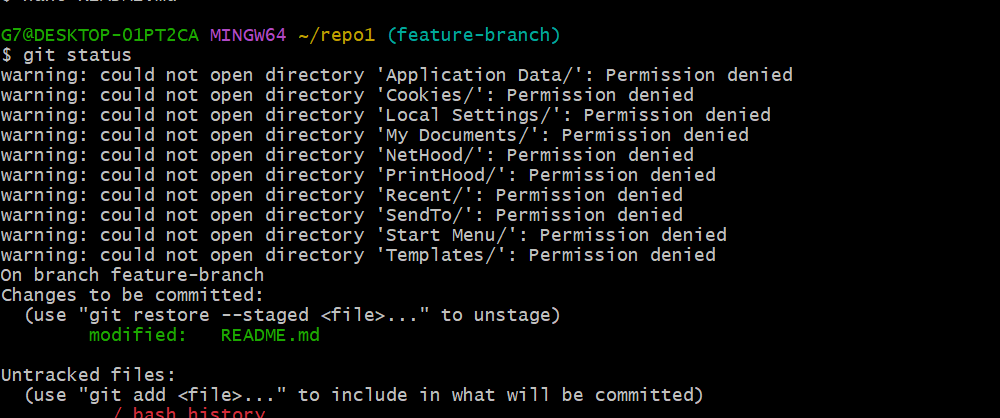 G7@DESKTOP-01PT2CA MINGW64 ~/repo1 (feature-branch)
$ git status
warning: could not open directory 'Application Data/': Permission denied
warning: could not open directory 'Cookies/': Permission denied
warning: could not open directory 'Local Settings/': Permission denied
warning: could not open directory 'My Documents/': Permission denied
warning: could not open directory 'NetHood/': Permission denied
warning: could not open directory 'PrintHood/': Permission denied
warning: could not open directory 'Recent/': Permission denied
warning: could not open directory 'SendTo/': Permission denied
warning: could not open directory 'Start Menu/': Permission denied
warning: could not open directory 'Templates/': Permission denied
On branch feature-branch
Changes to be committed:
  (use "git restore --staged <file>..." to unstage)
        modified:   README.md

Untracked files:
  (use "git add <file>..." to include in what will be committed)